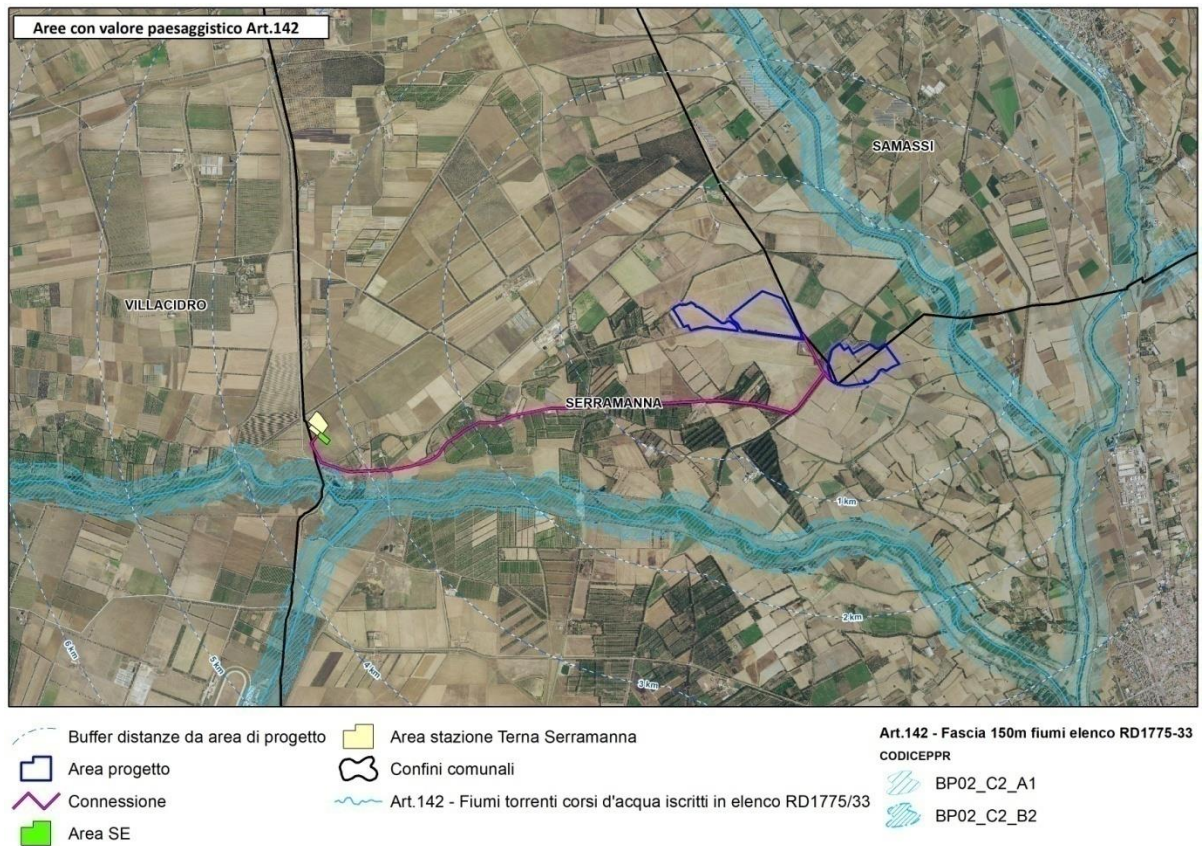 Aree con valore paesaggistico Art.142
SAMASSI
VILLACIDRO
SERRAMANNA
1 km
2 km
3 km
4 km
5 km
6 km
Buffer distanze da area di progetto
Area progetto
Connessione
Area SE
Area stazione Terna Serramanna
Confini comunali
Art.142 - Fiumi torrenti corsi d'acqua iscritti in elenco RD1775/33
Art.142 - Fascia 150m fiumi elenco RD1775-33
CODICEPPR
BP02_C2_A1
BP02_C2_B2